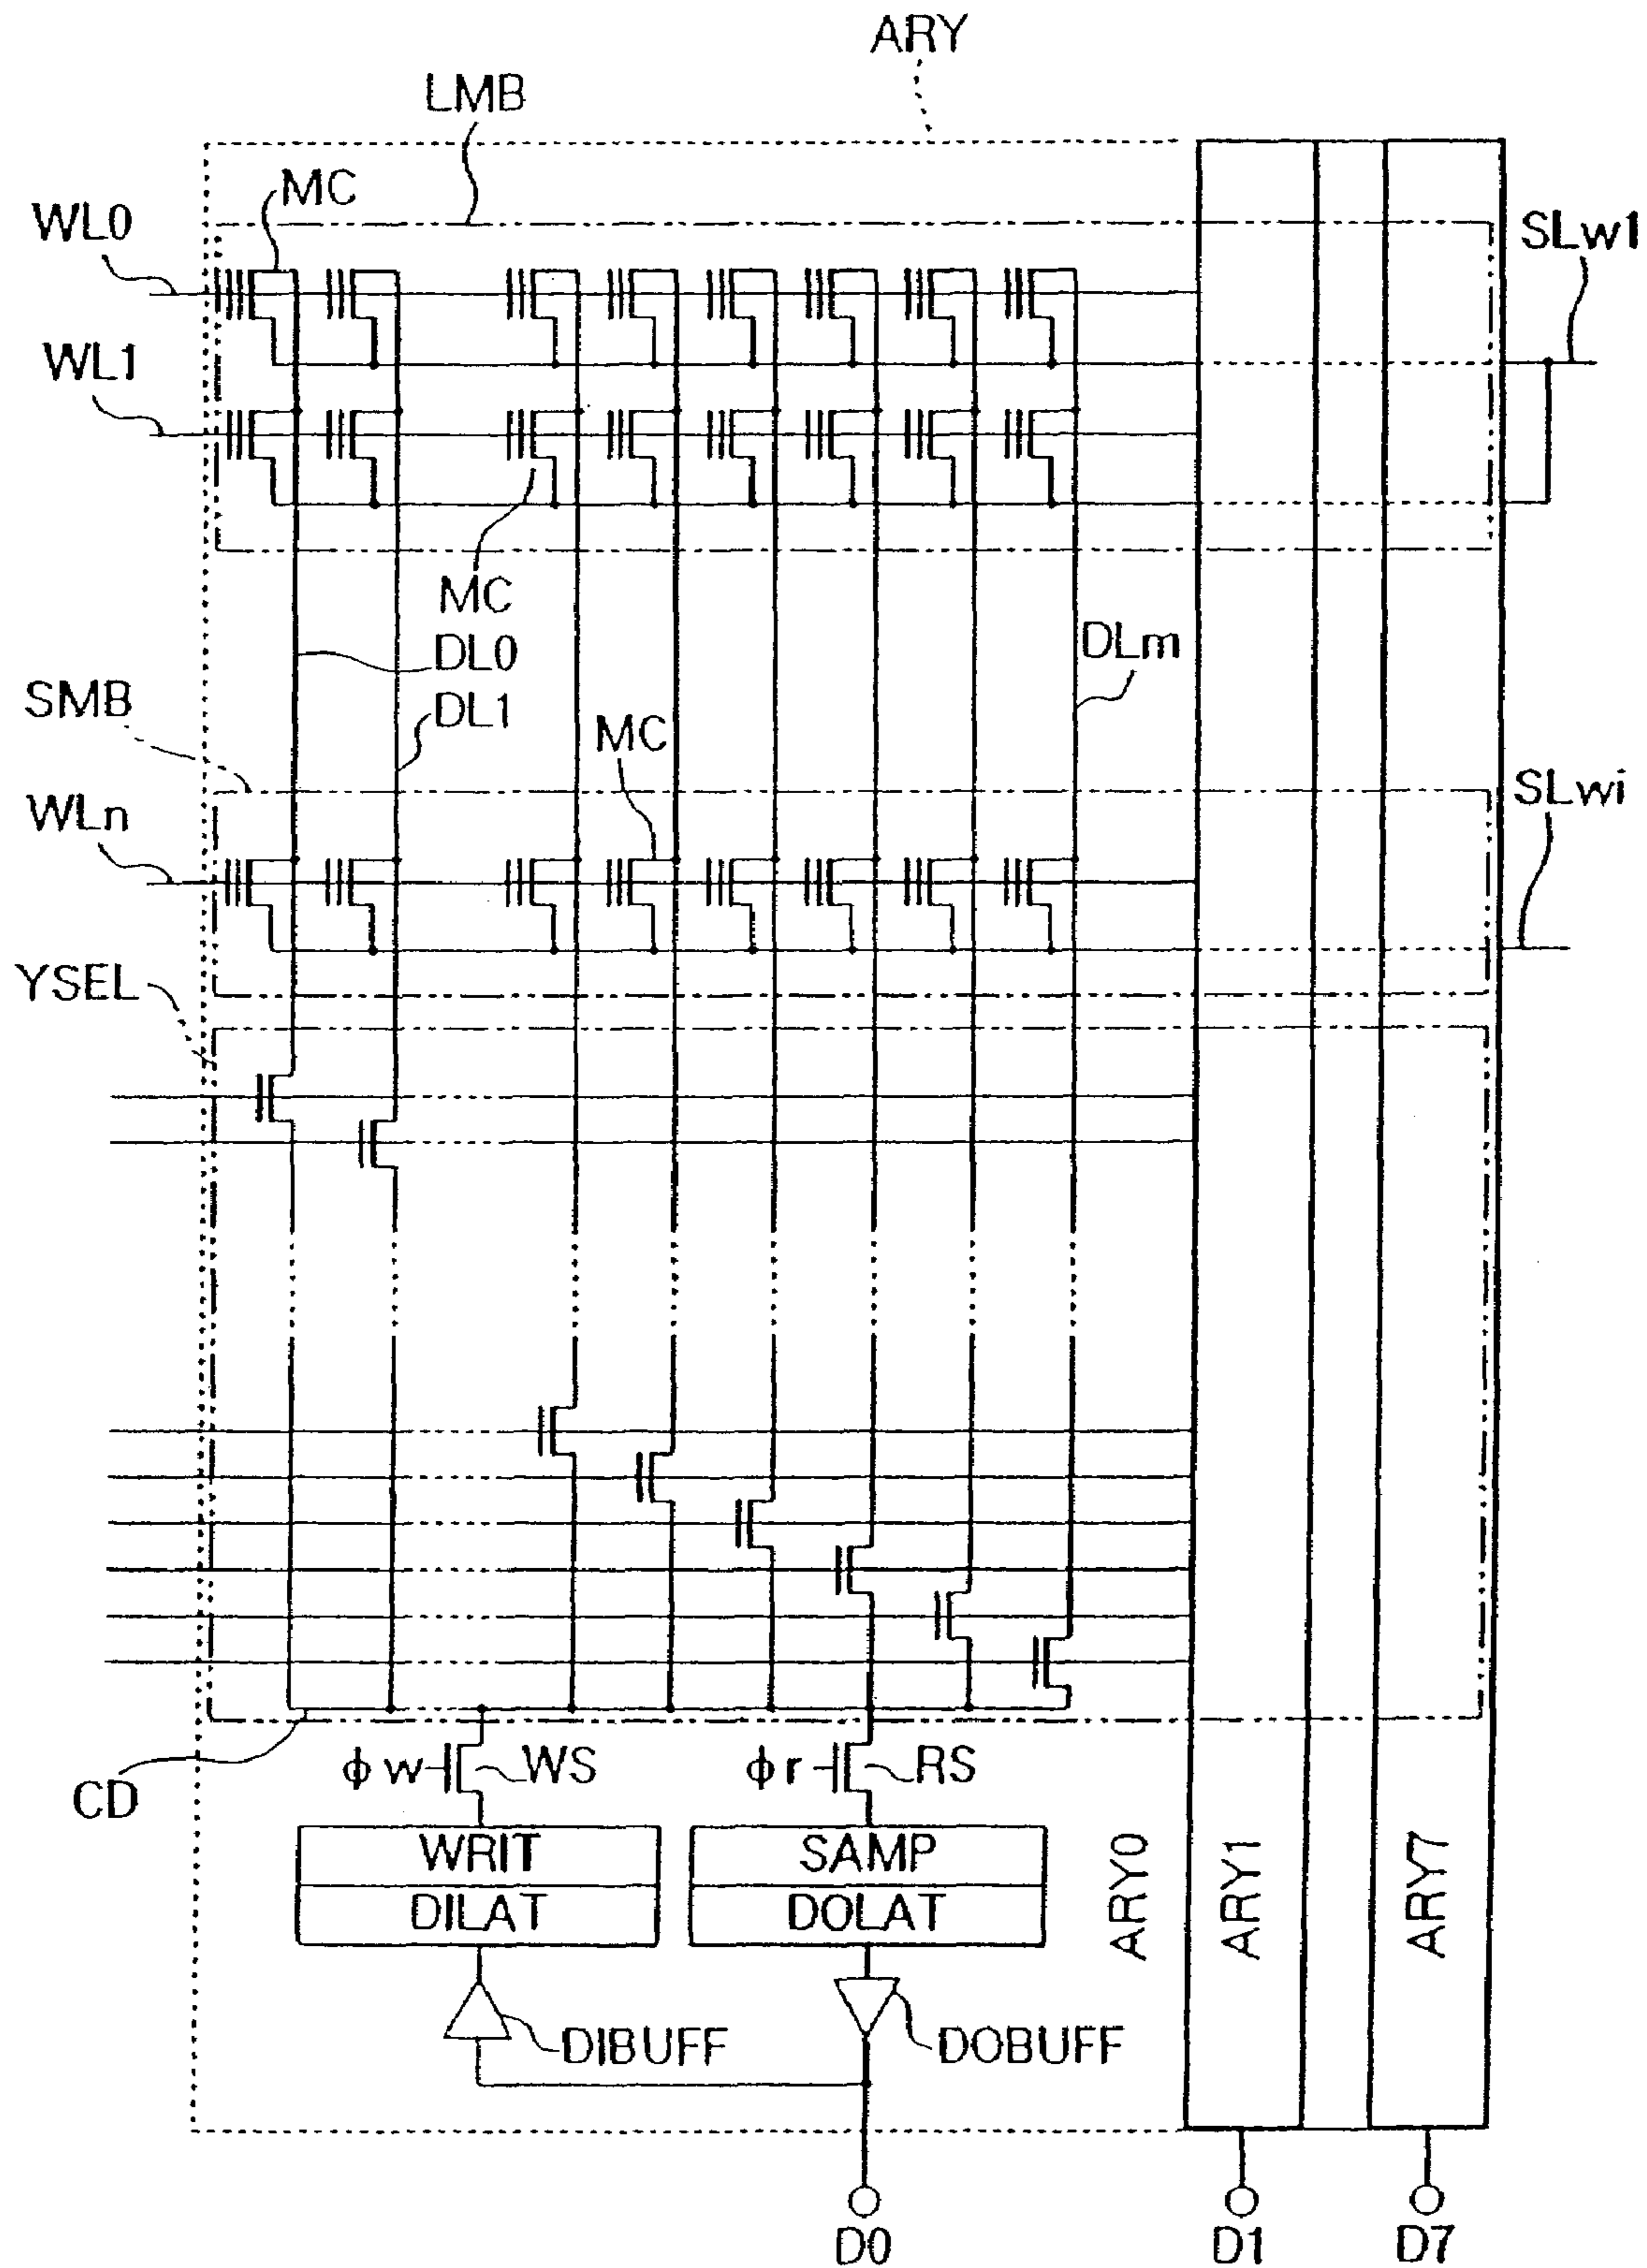 ARY
LMB
MC
WL0
SLw1
WL1
MC
DL0
DLm
SMB
DL1
MC
SLwi
WLn
YSEL
ϕw
WS
ϕr
RS
CD
WRIT
SAMP
DILAT
DOLAT
ARY0
ARY1
ARY7
DIBUFF
DOBUFF
D0
D1
D7